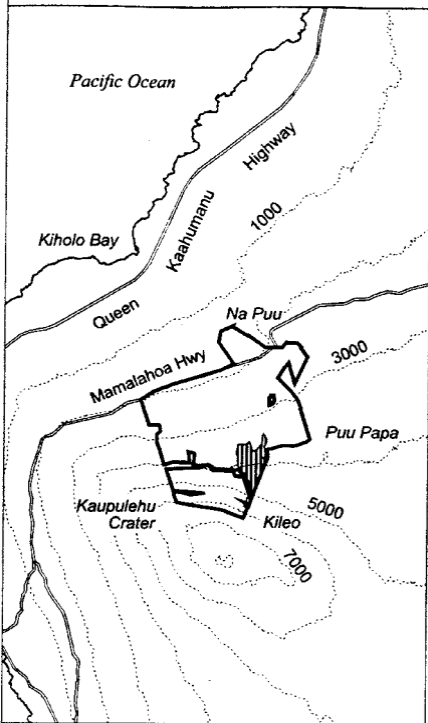 Pacific Ocean
Highway
Kaahumanu
1000
Kiholo Bay
Queen
Na Puu
Mamalahoa Hwy
3000
Puu Papa
Kaupulehu
Crater
Kileo
5000
7000